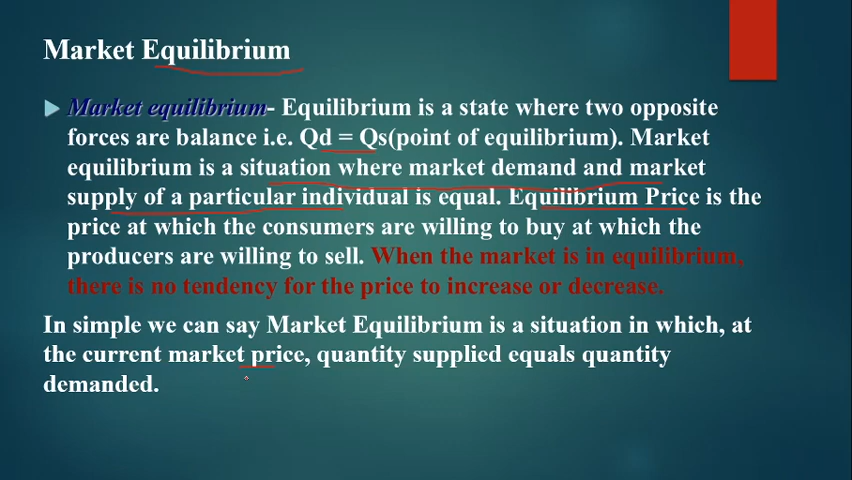 Market Equilibrium
Market equilibrium- Equilibrium is a state where two opposite
forces are balance i.e. Qd = Qs(point of equilibrium). Market
equilibrium is a situation where market demand and market
supply of a particular individual is equal. Equilibrium Price is the
price at which the consumers are willing to buy at which the
producers are willing to sell. When the market is in equilibrium,
there is no tendency for the price to increase or decrease.
In simple we can say Market Equilibrium is a situation in which, at
the current market price, quantity supplied equals quantity
demanded.